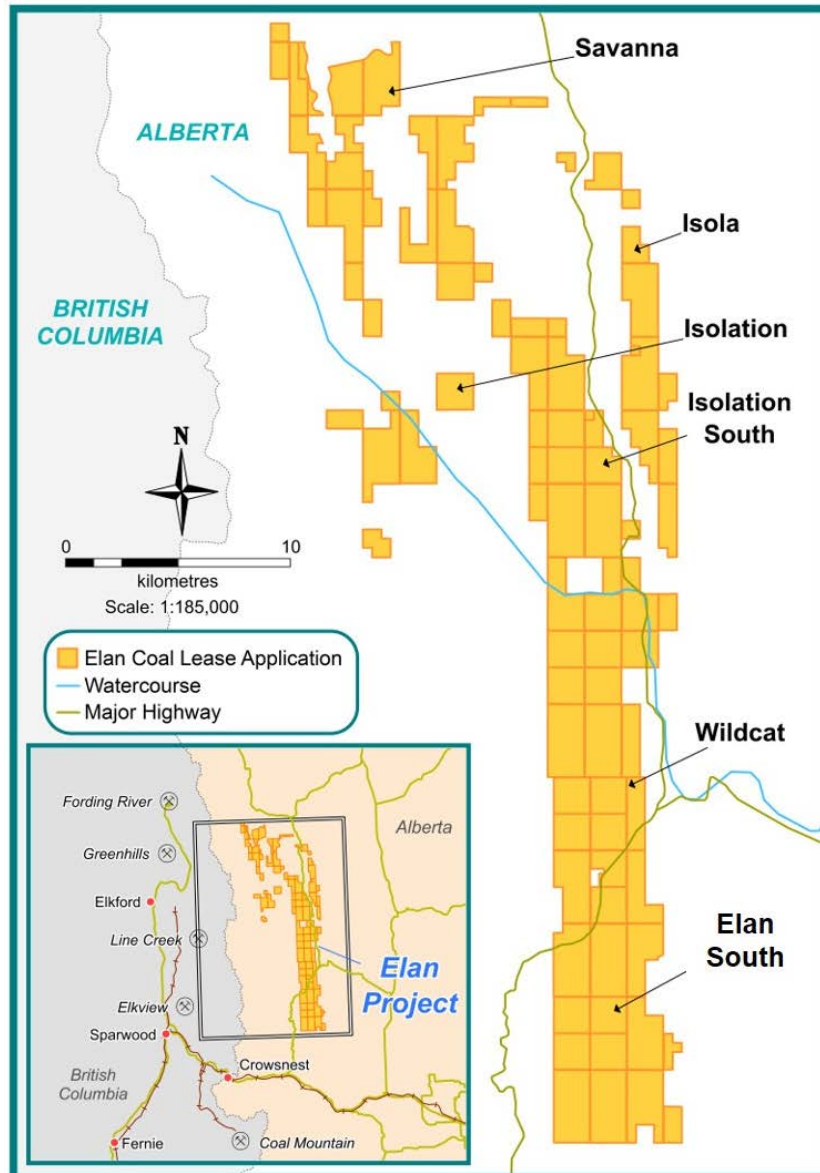 Savanna
ALBERTA
Isola
BRITISH
COLUMBIA
Isolation
Isolation
South
N
0 10
kilometres
Scale: 1:185,000
Elan Coal Lease Application
Watercourse
Major Highway
Wildcat
Elan
South
Fording River
Alberta
Greenhills
Elkford
Line Creek
Elan
Project
Elkview
Sparwood
Crowsnest
British
Columbia
Fernie
Coal Mountain